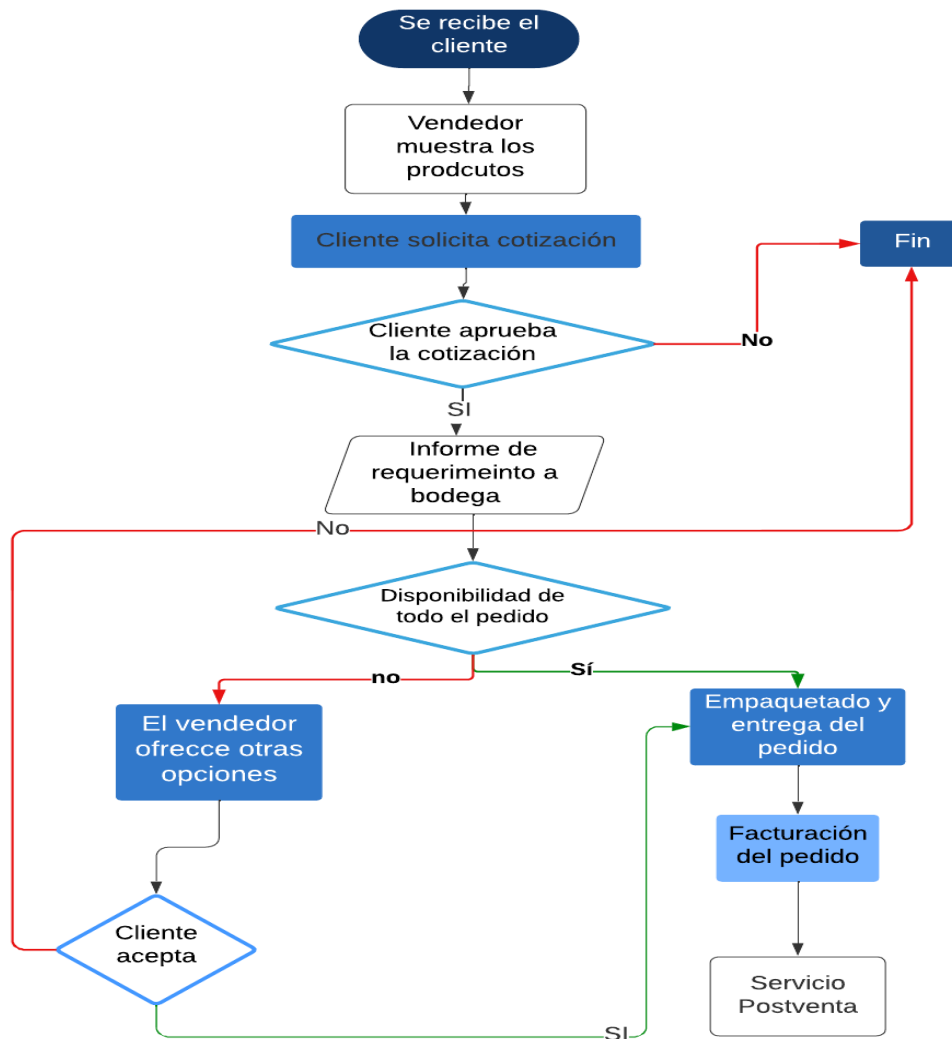 Se recibe el
cliente
Vendedor
muestra los
prodcutos
Cliente solicita cotización
Fin
Cliente aprueba
la cotización
No
SI
Informe de
requerimeinto a
bodega
No
Disponibilidad de
todo el pedido
no
Sí
El vendedor
ofrecce otras
opciones
Empaquetado y
entrega del
pedido
Facturación
del pedido
Cliente
acepta
Servicio
Postventa
SI